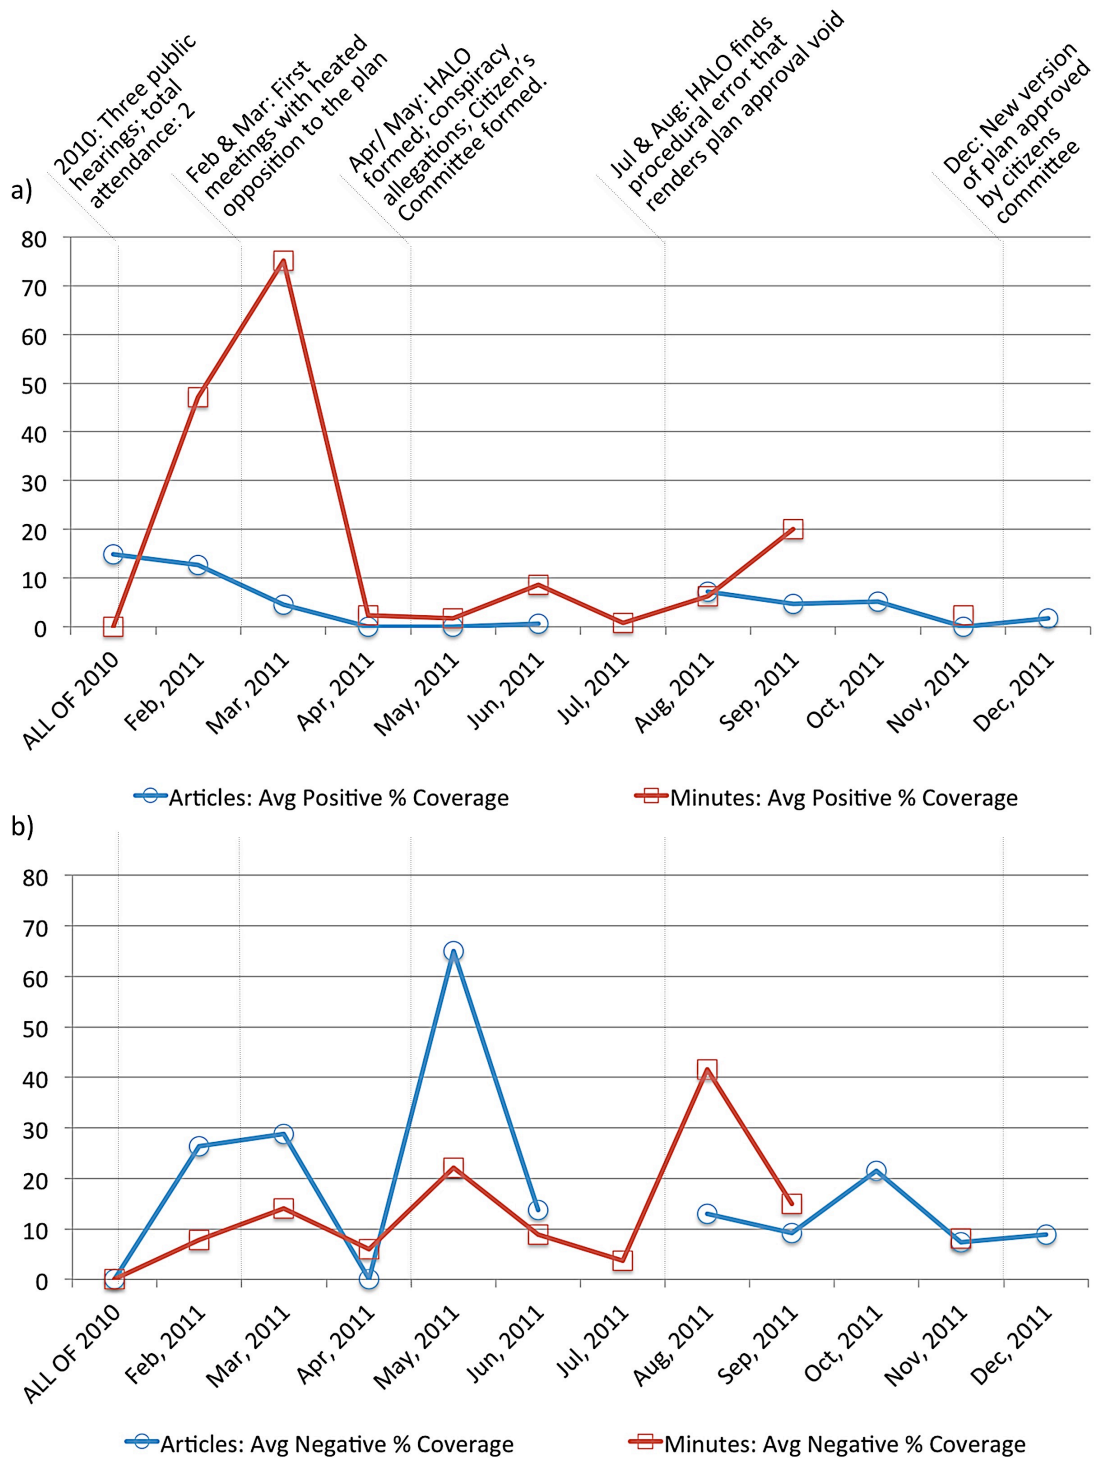 2010: Three public
hearings; total
attendance: 2
Feb & Mar: First
meetings with heated
opposition to the plan
Apr/ May: HALO
formed; conspiracy
allegations; Citizen's
Committee formed.
Jul & Aug: HALO finds
procedural error that
renders plan approval void
Dec: New version
of plan approved
by citizens
committee
a)
80
70
60
50
40
30
20
10
0
ALL OF 2010
Feb, 2011
Mar, 2011
Apr, 2011
May, 2011
Jun, 2011
Jul, 2011
Aug, 2011
Sep, 2011
Oct, 2011
Nov, 2011
Dec, 2011
Articles: Avg Positive % Coverage
Minutes: Avg Positive % Coverage
b)
80
70
60
50
40
30
20
10
0
ALL OF 2010
Feb, 2011
Mar, 2011
Apr, 2011
May, 2011
Jun, 2011
Jul, 2011
Aug, 2011
Sep, 2011
Oct, 2011
Nov, 2011
Dec, 2011
Articles: Avg Negative % Coverage
Minutes: Avg Negative % Coverage